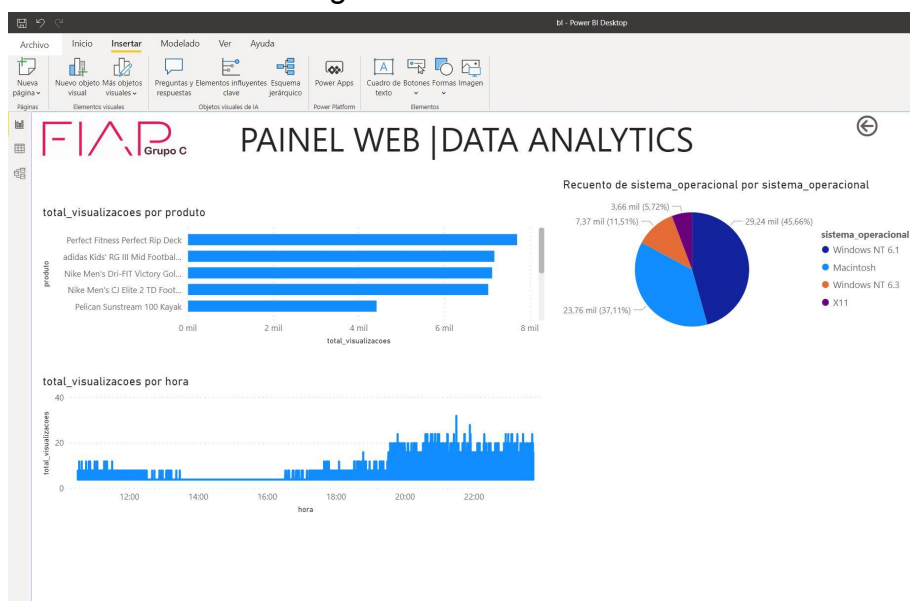 bI - Power BI Desktop
Archivo Inicio Insertar Modelado Ver Ayuda
Nueva página
Nuevo objeto visual
Más objetos visuales
Preguntas y respuestas
Elementos influyentes clave
Esquema jerárquico
Power Apps
Cuadro de texto
Botones
Formas
Imagen
Páginas
Elementos visuales
Objetos visuales de IA
Power Platform
Elementos
FIAP
Grupo C
PAINEL WEB |DATA ANALYTICS
total_visualizacoes por produto
produto
Perfect Fitness Perfect Rip Deck
adidas Kids' RG III Mid Footbal...
Nike Men's Dri-FIT Victory Gol...
Nike Men's CJ Elite 2 TD Foot...
Pelican Sunstream 100 Kayak
0 mil 2 mil 4 mil 6 mil 8 mil
total_visualizacoes
Recuento de sistema_operacional por sistema_operacional
3,66 mil (5,72%)
7,37 mil (11,51%)
29,24 mil (45,66%)
23,76 mil (37,11%)
sistema_operacional
Windows NT 6.1
Macintosh
Windows NT 6.3
X11
total_visualizacoes por hora
total_visualizacoes
40
20
0
12:00 14:00 16:00 18:00 20:00 22:00
hora